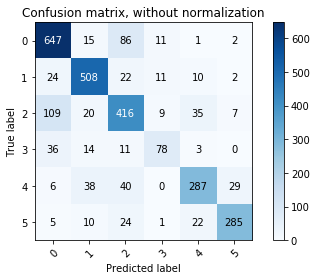 Confusion matrix, without normalization
0 647 15 86 11 1 2
1 24 508 22 11 10 2
2 109 20 416 9 35 7
3 36 14 11 78 3 0
4 6 38 40 0 287 29
5 5 10 24 1 22 285
0 1 2 3 4 5
True label
Predicted label
600
500
400
300
200
100
0